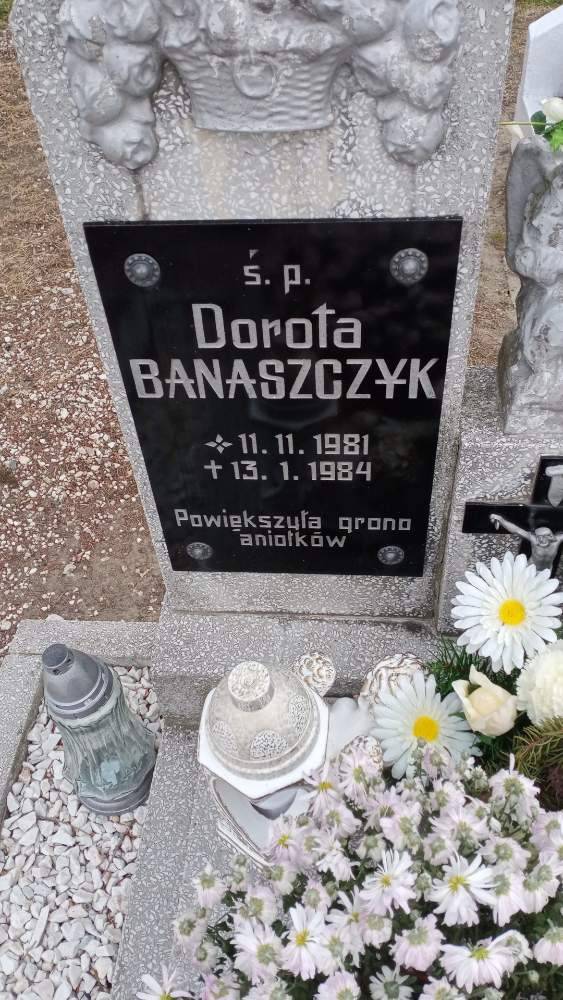 ś. p.
Dorota
BANASZCZYK
11. 11. 1981
✝ 13. 1. 1984
Powiększyła grono
aniołków